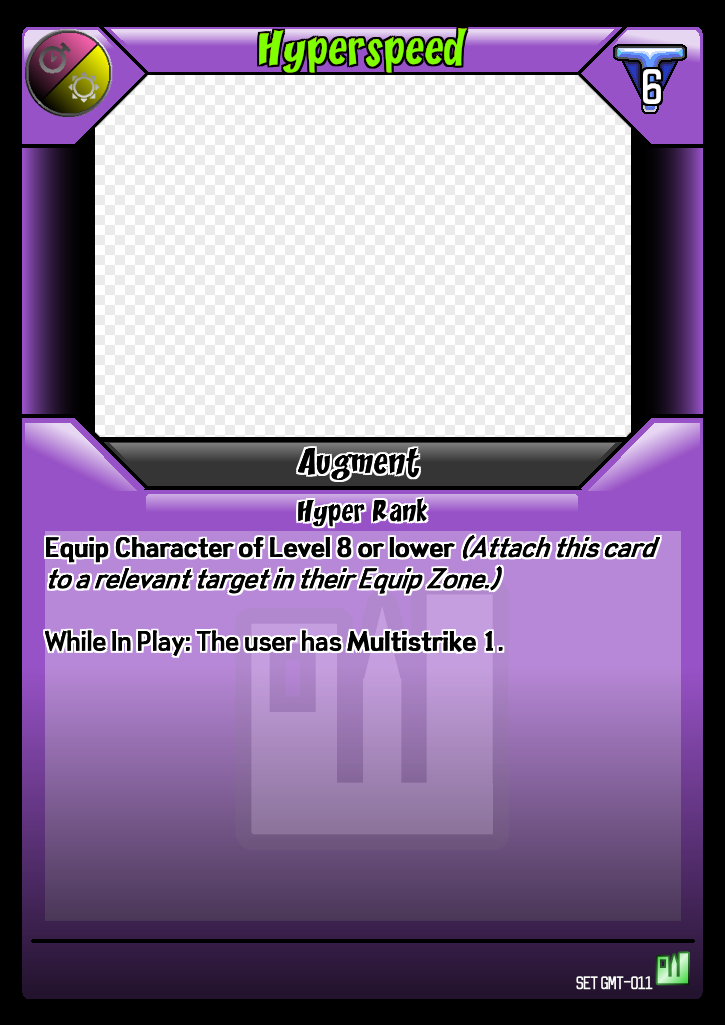 Hyperspeed
6
Augment
Hyper Rank
Equip Character of Level 8 or lower (Attach this card
to a relevant target in their Equip Zone.)
While In Play: The user has Multistrike 1.
SET GMT-011